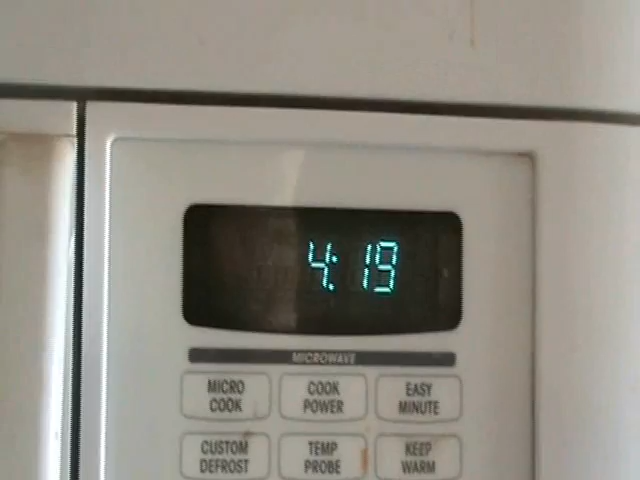 4:19
MICROWAVE
MICRO COOK
COOK POWER
EASY MINUTE
CUSTOM DEFROST
TEMP PROBE
KEEP WARM